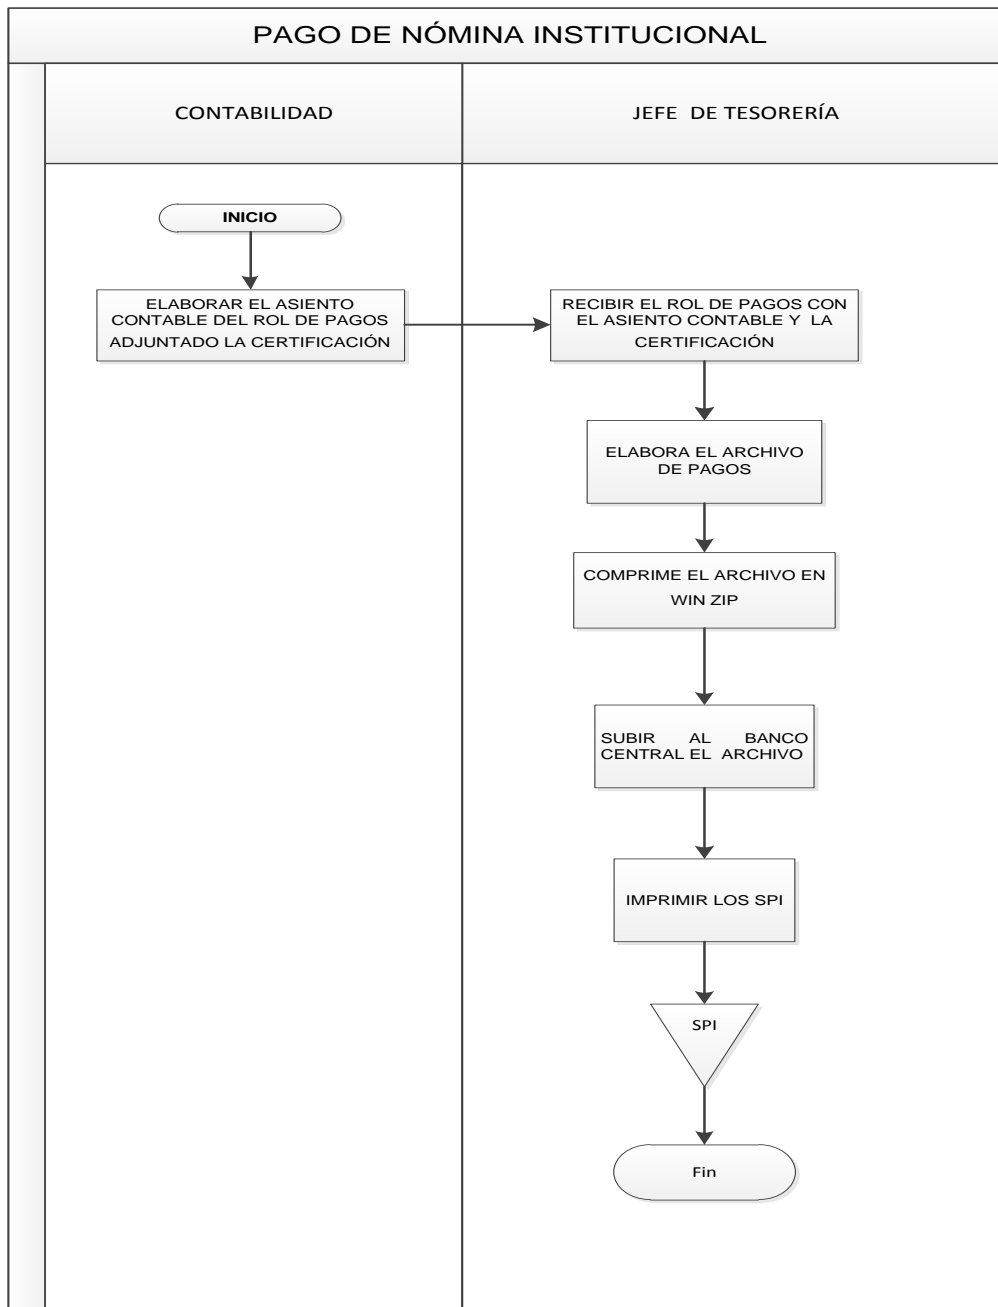 PAGO DE NÓMINA INSTITUCIONAL
CONTABILIDAD
JEFE DE TESORERÍA
INICIO
ELABORAR EL ASIENTO
CONTABLE DEL ROL DE PAGOS
ADJUNTADO LA CERTIFICACIÓN
RECIBIR EL ROL DE PAGOS CON
EL ASIENTO CONTABLE Y LA
CERTIFICACIÓN
ELABORA EL ARCHIVO
DE PAGOS
COMPRIME EL ARCHIVO EN
WIN ZIP
SUBIR AL BANCO
CENTRAL EL ARCHIVO
IMPRIMIR LOS SPI
SPI
Fin